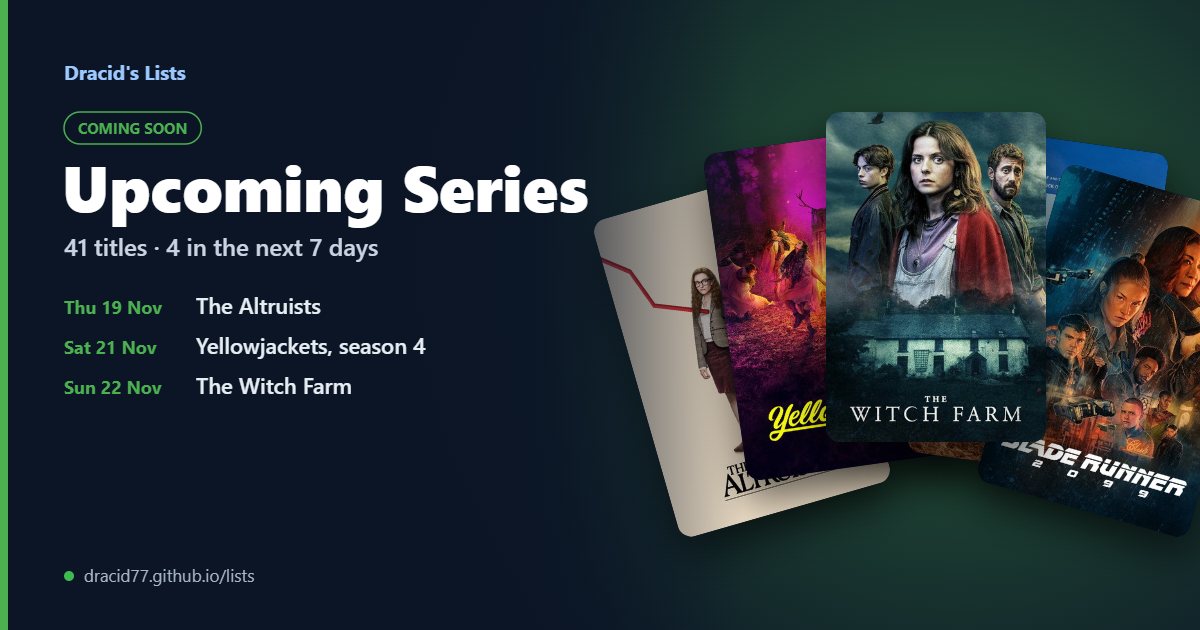 Dracid's Lists
COMING SOON
Upcoming Series
41 titles · 4 in the next 7 days
Thu 19 Nov The Altruists
Sat 21 Nov Yellowjackets, season 4
Sun 22 Nov The Witch Farm
dracid77.github.io/lists
Yello
THE
WITCH FARM
BLADE RUNNER
2099